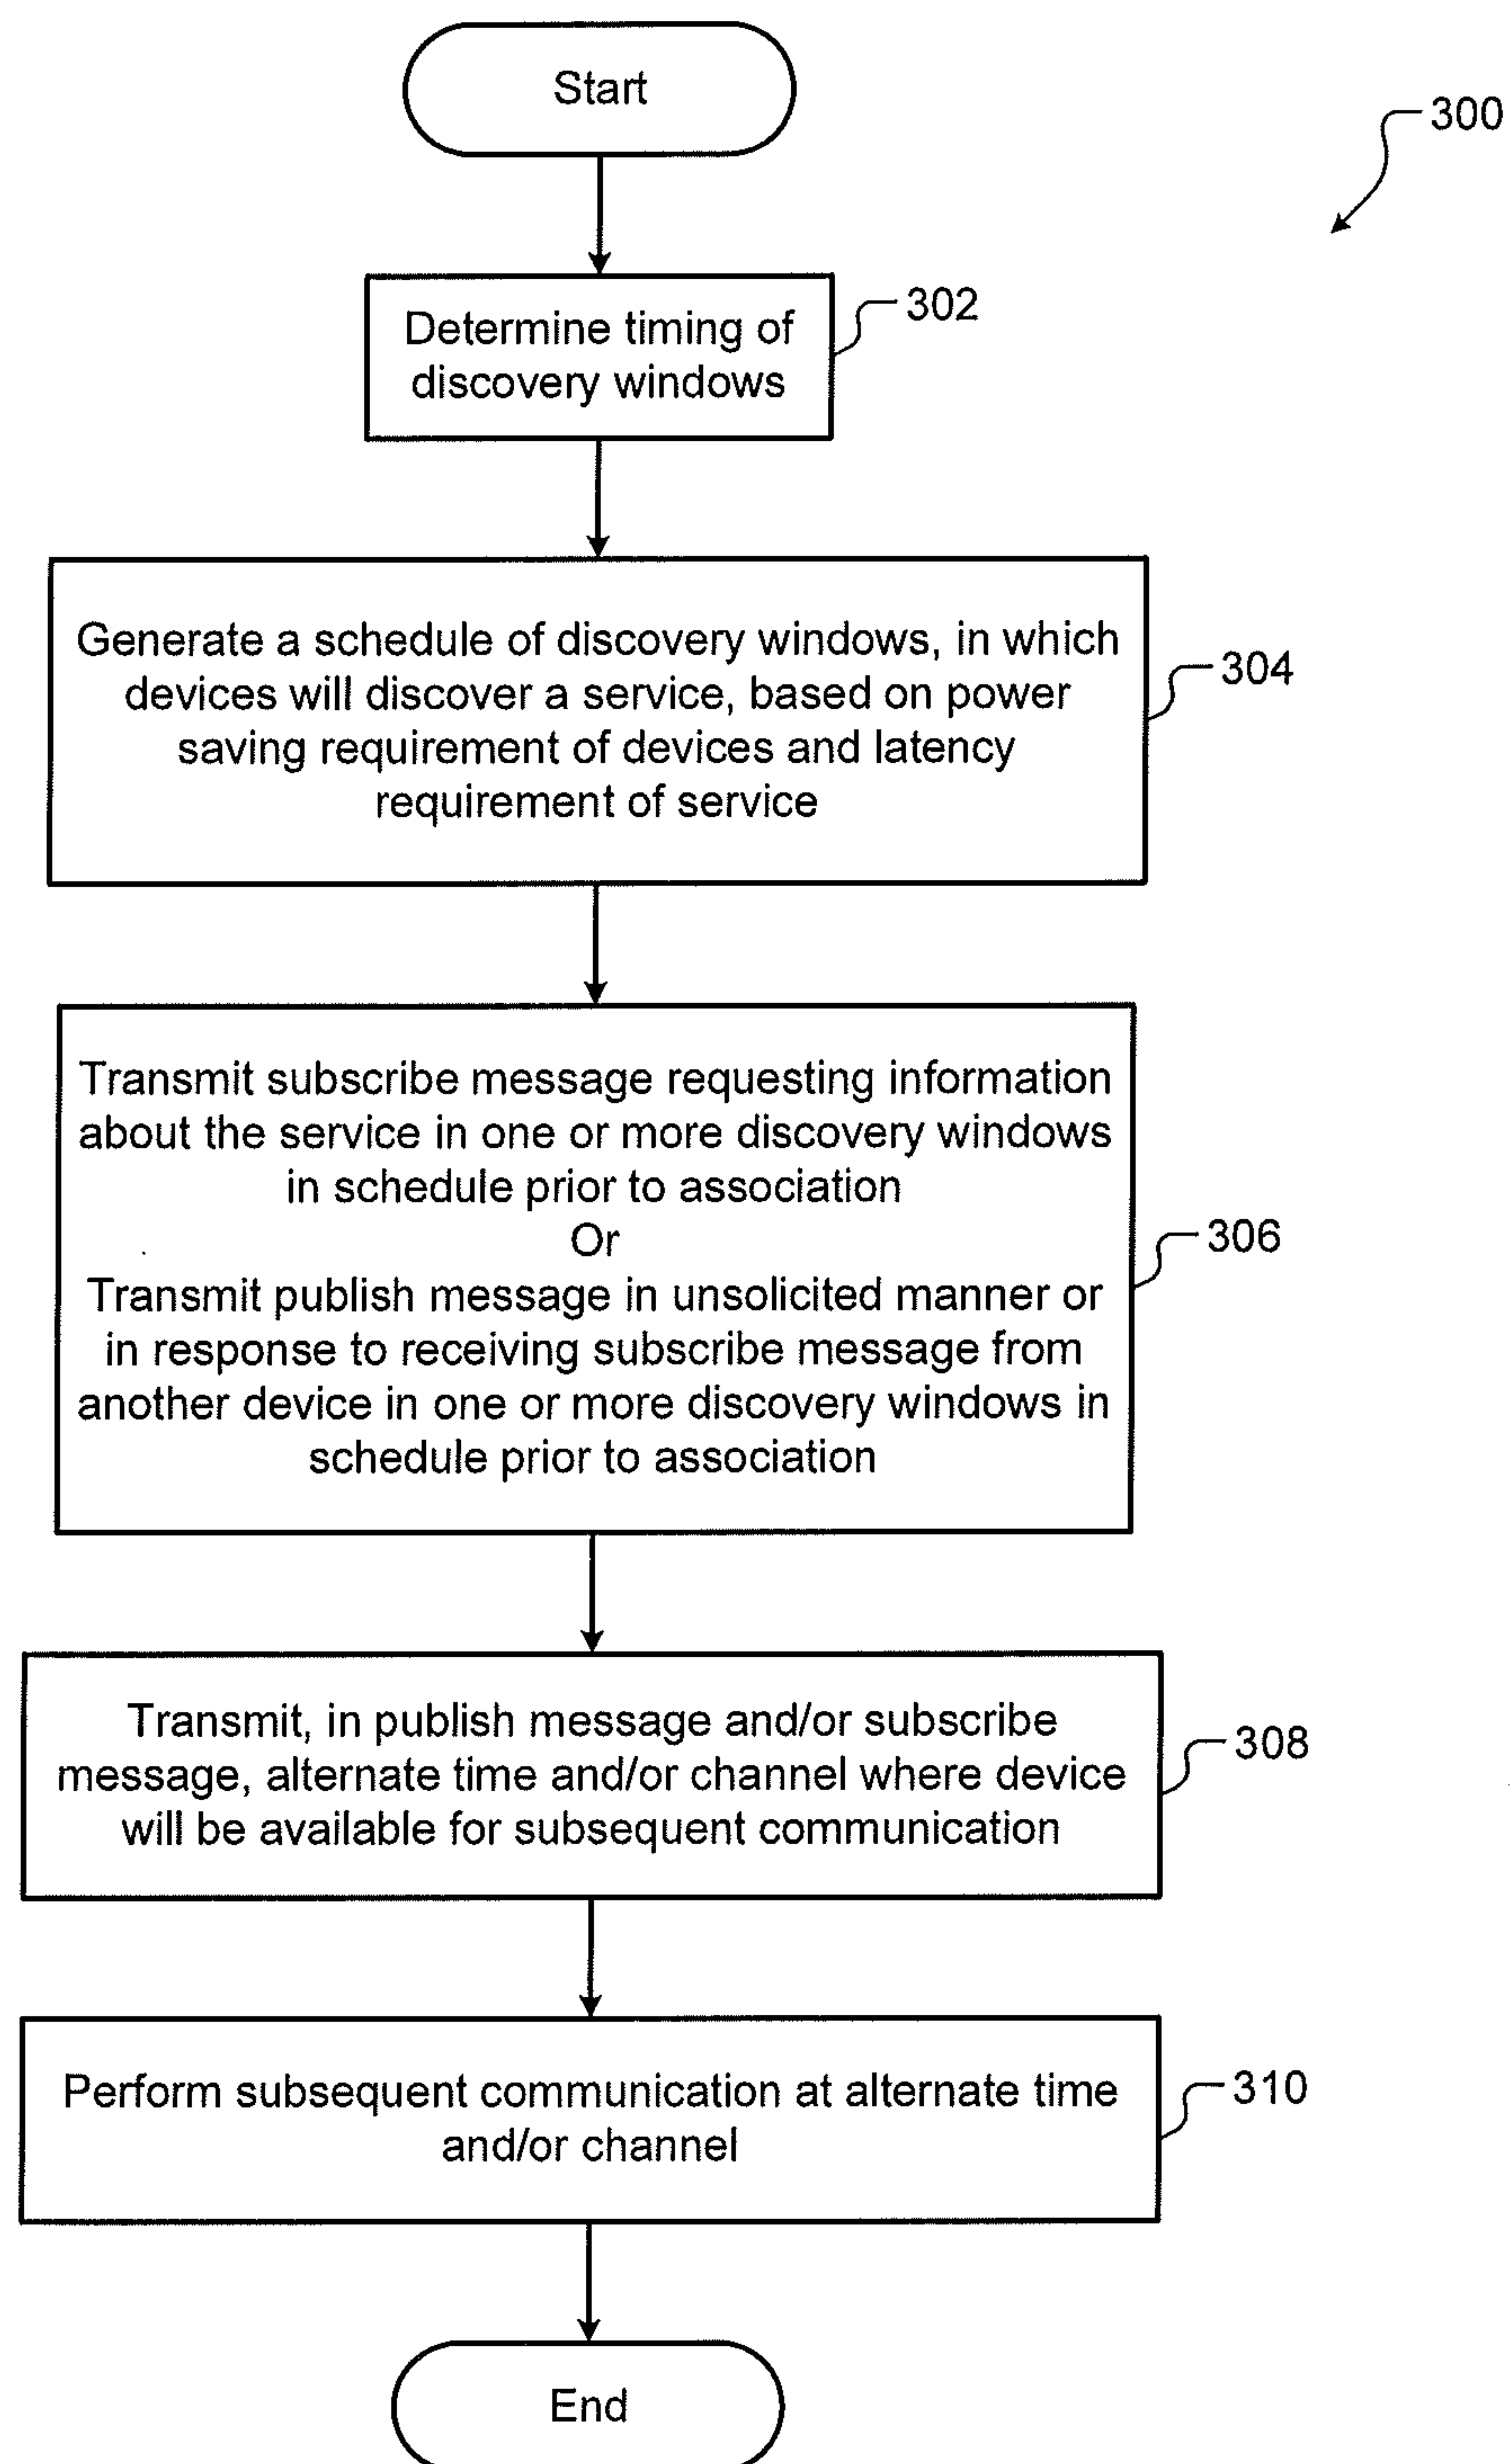 Start
300
Determine timing of
discovery windows
302
Generate a schedule of discovery windows, in which
devices will discover a service, based on power
saving requirement of devices and latency
requirement of service
304
Transmit subscribe message requesting information
about the service in one or more discovery windows
in schedule prior to association
Or
Transmit publish message in unsolicited manner or
in response to receiving subscribe message from
another device in one or more discovery windows in
schedule prior to association
306
Transmit, in publish message and/or subscribe
message, alternate time and/or channel where device
will be available for subsequent communication
308
Perform subsequent communication at alternate time
and/or channel
310
End